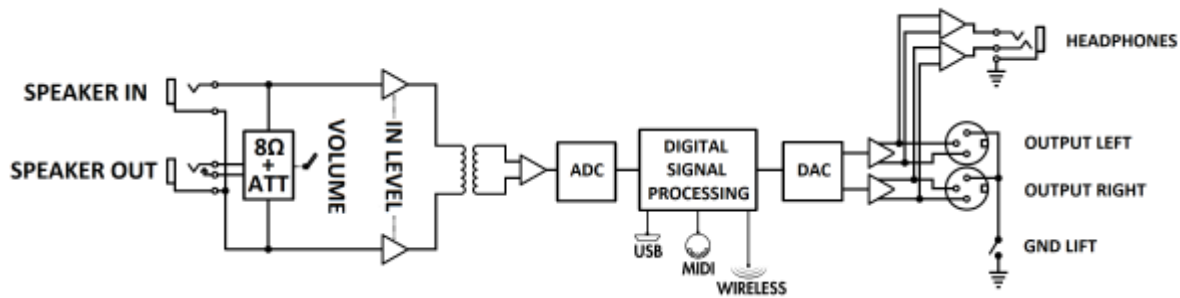 SPEAKER IN
SPEAKER OUT
8Ω
+
ATT
VOLUME
IN LEVEL
ADC
DIGITAL
SIGNAL
PROCESSING
USB
MIDI
WIRELESS
DAC
HEADPHONES
OUTPUT LEFT
OUTPUT RIGHT
GND LIFT